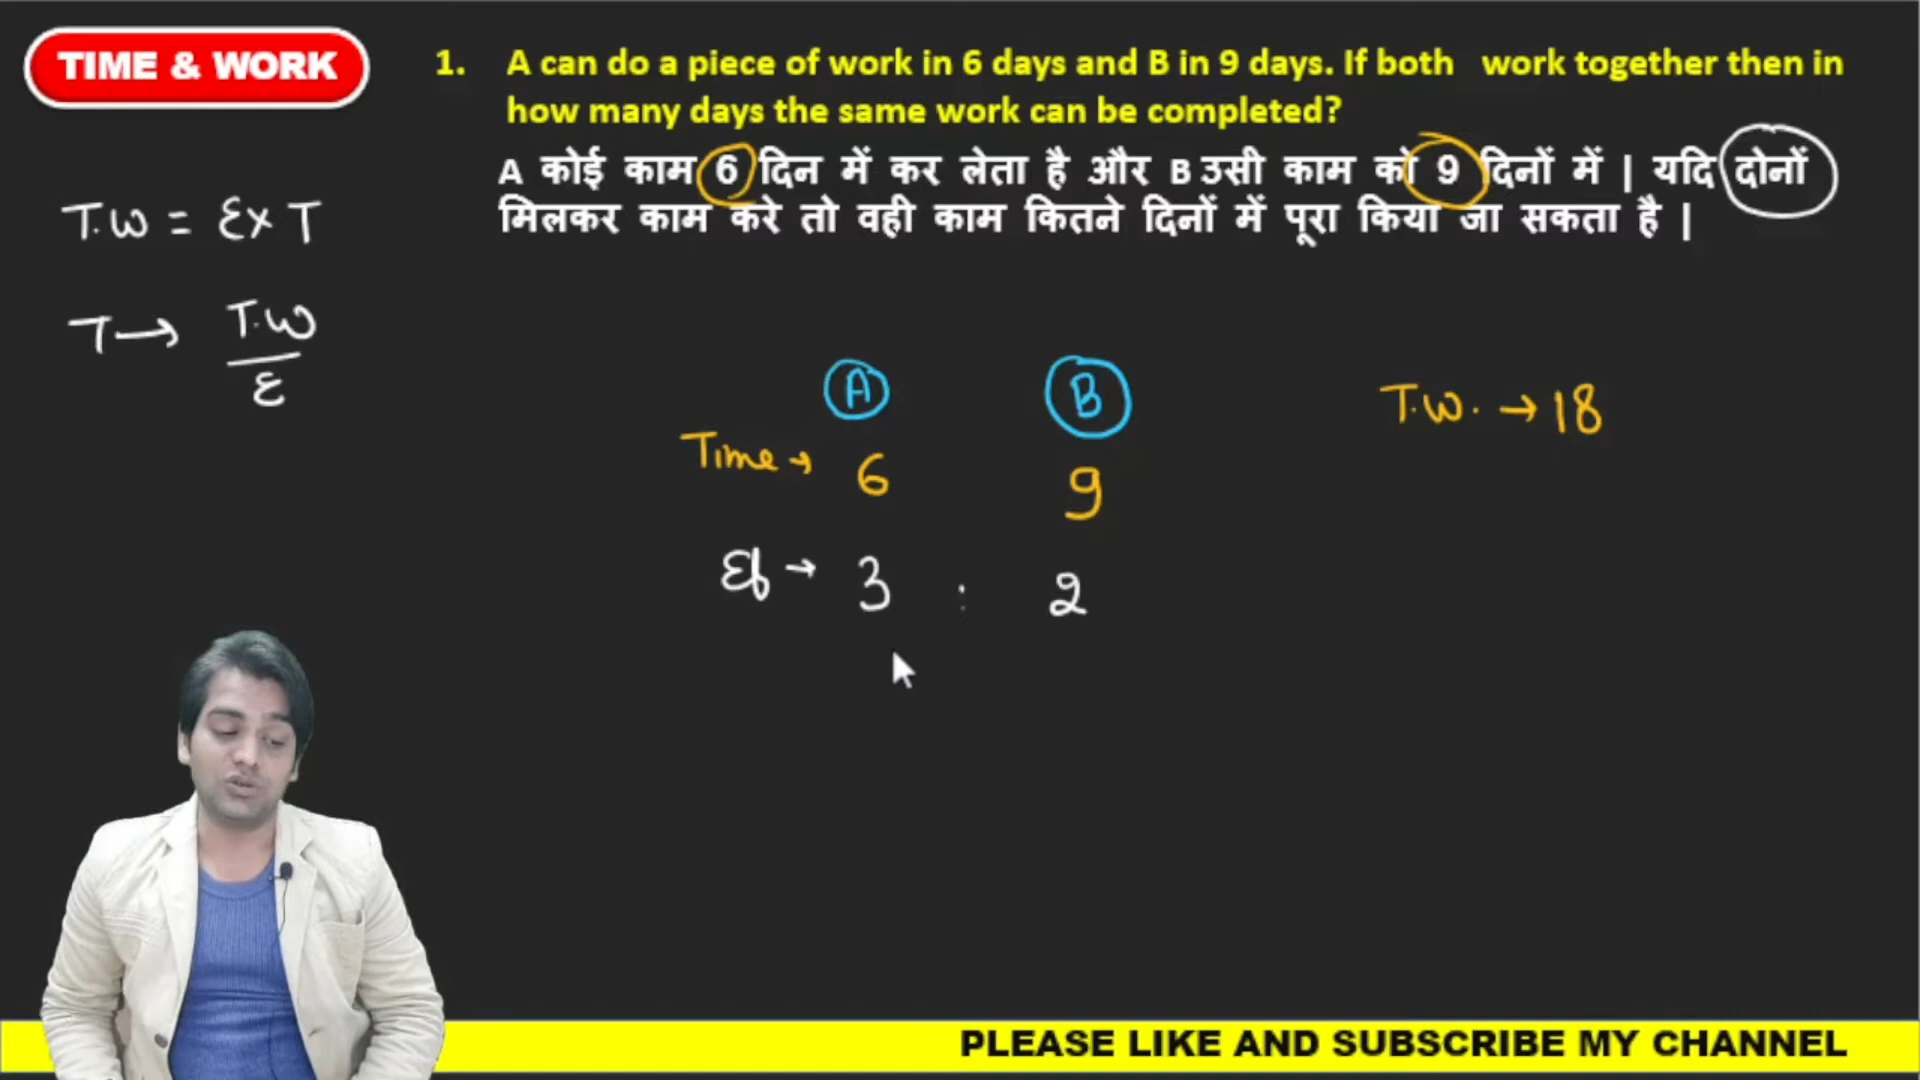 TIME & WORK
1. A can do a piece of work in 6 days and B in 9 days. If both work together then in
how many days the same work can be completed?
A कोई काम 6 दिन में कर लेता है और B उसी काम को 9 दिनों में | यदि दोनों
मिलकर काम करे तो वही काम कितने दिनों में पूरा किया जा सकता है |
T.W = E x T
T → T.W
E
A B
T.W. → 18
Time → 6 9
Ef → 3 : 2
PLEASE LIKE AND SUBSCRIBE MY CHANNEL